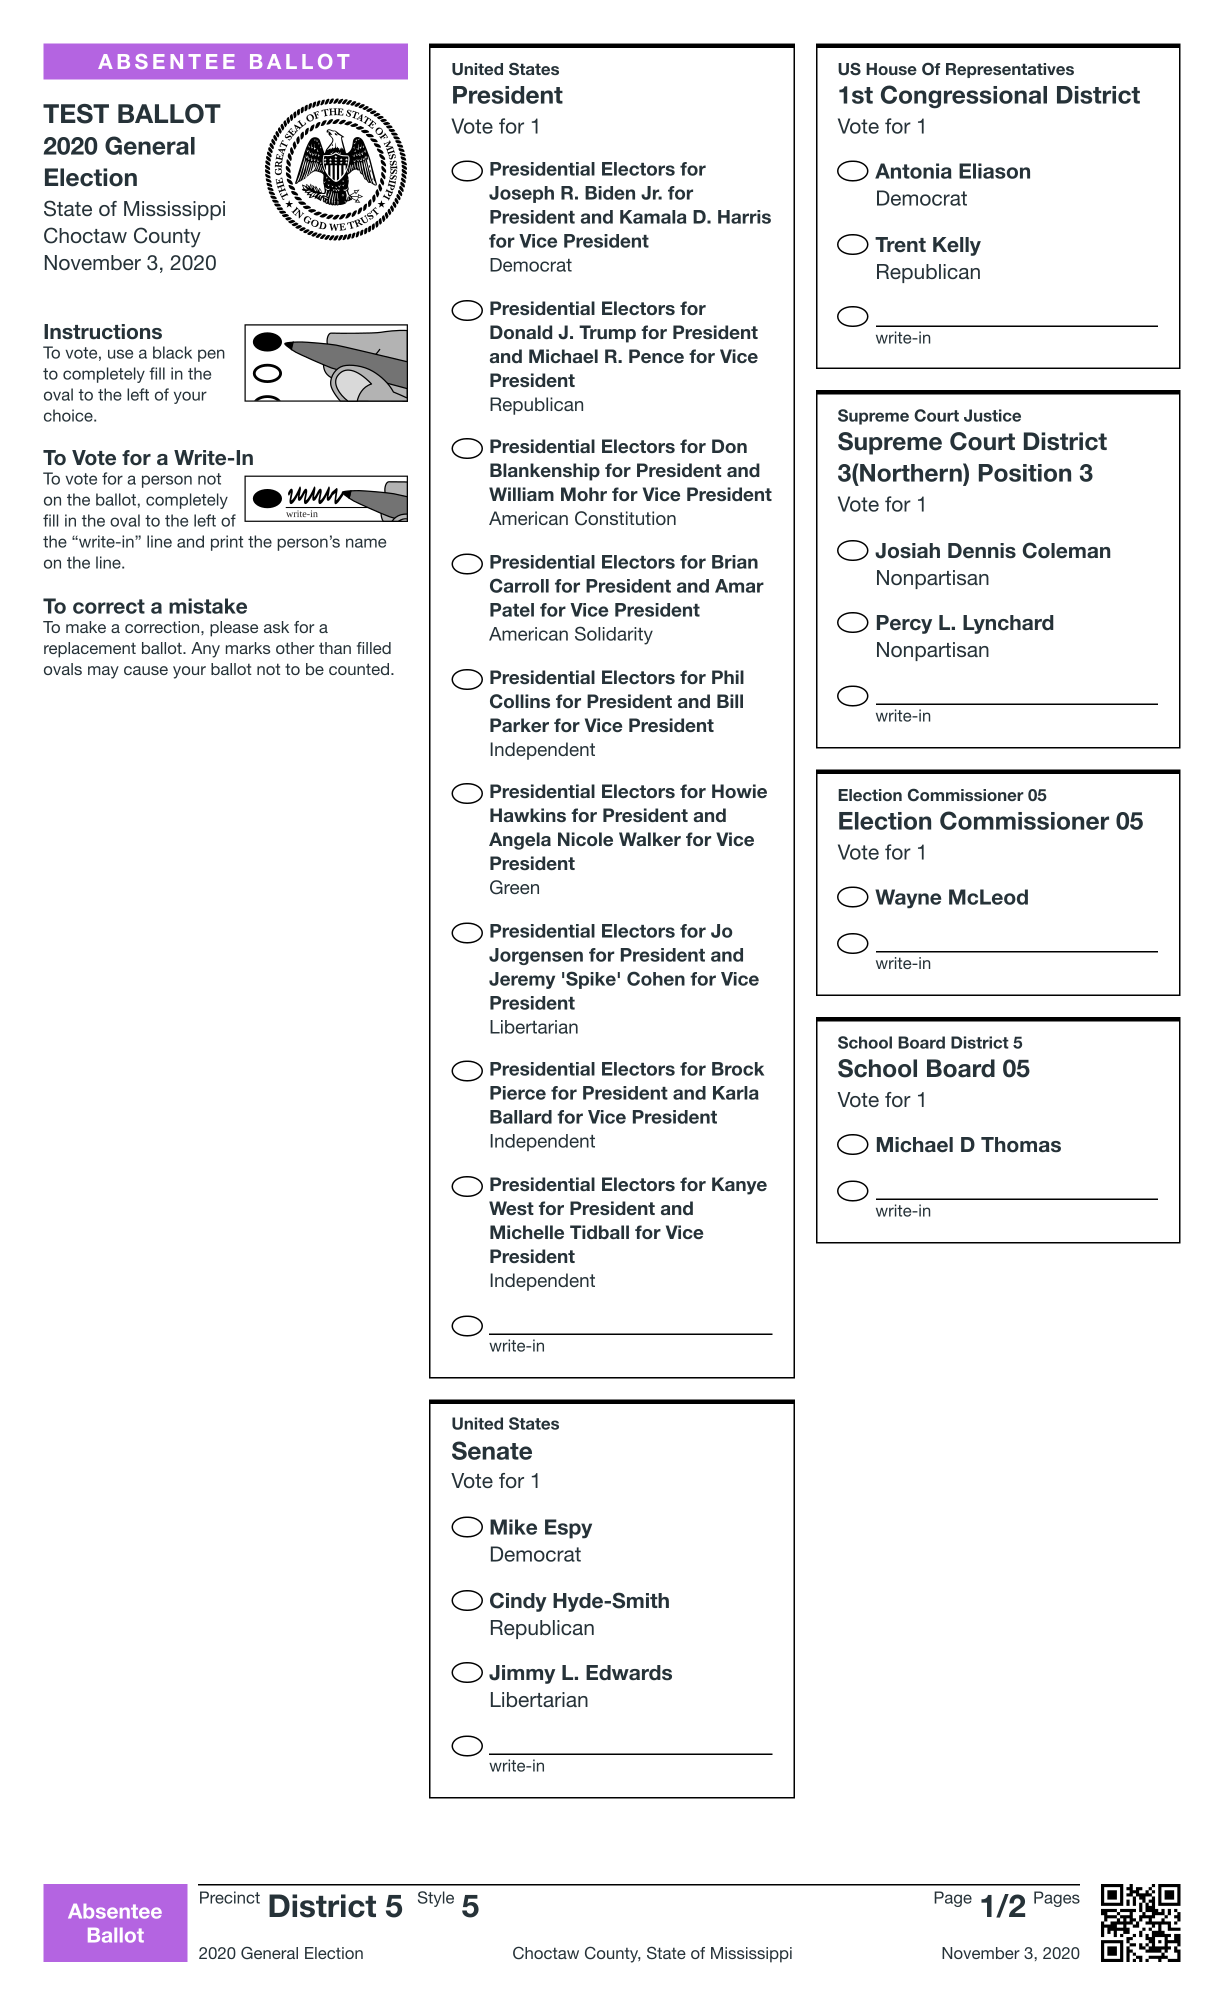 ABSENTEE BALLOT
TEST BALLOT
2020 General
Election
State of Mississippi
Choctaw County
November 3, 2020
THE GREAT SEAL OF THE STATE OF MISSISSIPPI
★ IN GOD WE TRUST ★
Instructions
To vote, use a black pen
to completely fill in the
oval to the left of your
choice.
To Vote for a Write-In
To vote for a person not
on the ballot, completely
fill in the oval to the left of
the “write-in” line and print the person’s name
on the line.
write-in
To correct a mistake
To make a correction, please ask for a
replacement ballot. Any marks other than filled
ovals may cause your ballot not to be counted.
United States
President
Vote for 1
Presidential Electors for
Joseph R. Biden Jr. for
President and Kamala D. Harris
for Vice President
Democrat
Presidential Electors for
Donald J. Trump for President
and Michael R. Pence for Vice
President
Republican
Presidential Electors for Don
Blankenship for President and
William Mohr for Vice President
American Constitution
Presidential Electors for Brian
Carroll for President and Amar
Patel for Vice President
American Solidarity
Presidential Electors for Phil
Collins for President and Bill
Parker for Vice President
Independent
Presidential Electors for Howie
Hawkins for President and
Angela Nicole Walker for Vice
President
Green
Presidential Electors for Jo
Jorgensen for President and
Jeremy 'Spike' Cohen for Vice
President
Libertarian
Presidential Electors for Brock
Pierce for President and Karla
Ballard for Vice President
Independent
Presidential Electors for Kanye
West for President and
Michelle Tidball for Vice
President
Independent
write-in
United States
Senate
Vote for 1
Mike Espy
Democrat
Cindy Hyde-Smith
Republican
Jimmy L. Edwards
Libertarian
write-in
US House Of Representatives
1st Congressional District
Vote for 1
Antonia Eliason
Democrat
Trent Kelly
Republican
write-in
Supreme Court Justice
Supreme Court District
3(Northern) Position 3
Vote for 1
Josiah Dennis Coleman
Nonpartisan
Percy L. Lynchard
Nonpartisan
write-in
Election Commissioner 05
Election Commissioner 05
Vote for 1
Wayne McLeod
write-in
School Board District 5
School Board 05
Vote for 1
Michael D Thomas
write-in
Absentee
Ballot
Precinct District 5 Style 5
Page 1/2 Pages
2020 General Election
Choctaw County, State of Mississippi
November 3, 2020